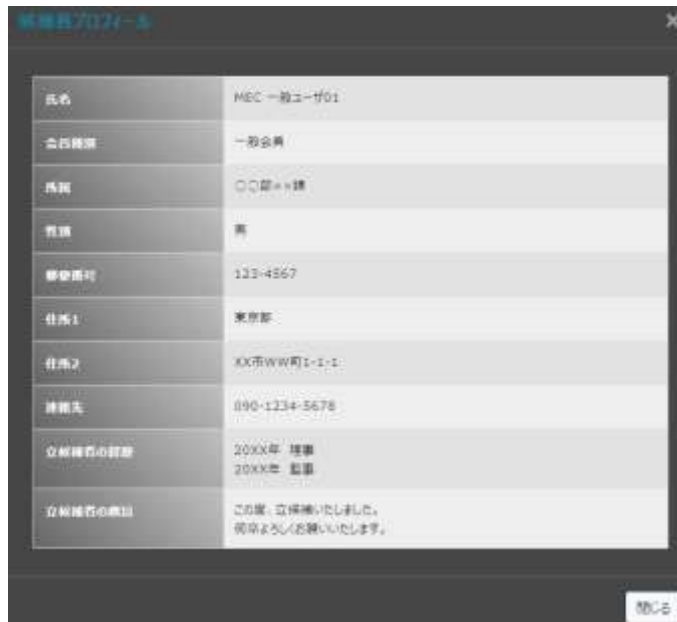 候補者プロフィール
×
氏名 MEC 一般ユーザ01
会員種別 一般会員
所属 〇〇部××課
性別 男
郵便番号 123-4567
住所1 東京都
住所2 XX市WW町1-1-1
連絡先 090-1234-5678
立候補者の経歴 20XX年 理事
20XX年 監事
立候補者の この度、立候補いたしました。
何卒よろしくお願いいたします。
閉じる